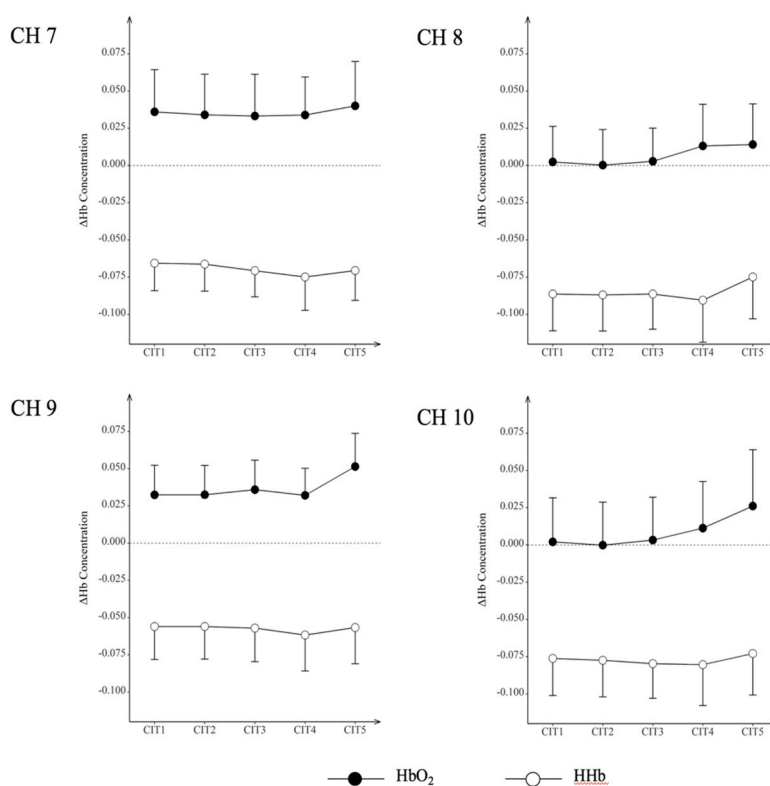 CH 7
ΔHb Concentration
0.075
0.050
0.025
0.000
-0.025
-0.050
-0.075
-0.100
CIT1 CIT2 CIT3 CIT4 CIT5
CH 8
ΔHb Concentration
0.075
0.050
0.025
0.000
-0.025
-0.050
-0.075
-0.100
CIT1 CIT2 CIT3 CIT4 CIT5
CH 9
ΔHb Concentration
0.075
0.050
0.025
0.000
-0.025
-0.050
-0.075
-0.100
CIT1 CIT2 CIT3 CIT4 CIT5
CH 10
ΔHb Concentration
0.075
0.050
0.025
0.000
-0.025
-0.050
-0.075
-0.100
CIT1 CIT2 CIT3 CIT4 CIT5
HbO₂ HHb